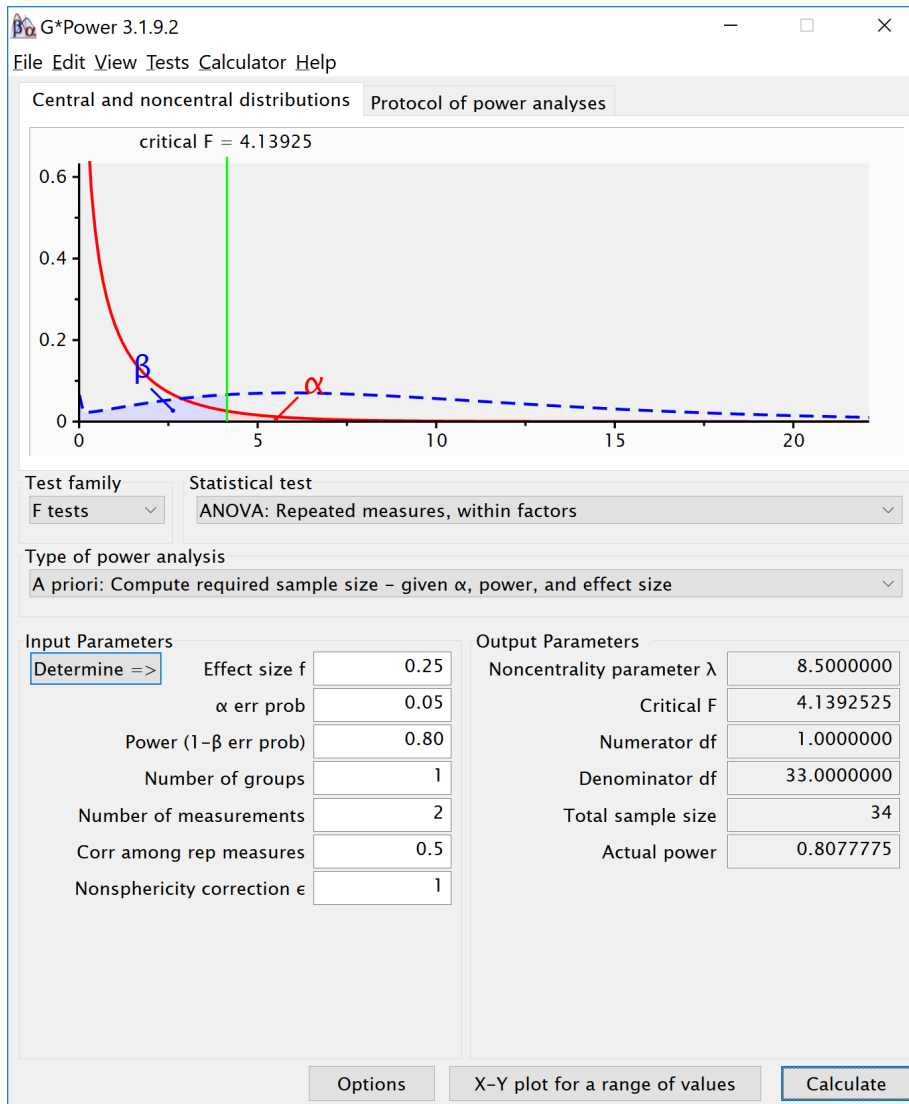 G*Power 3.1.9.2
File Edit View Tests Calculator Help
Central and noncentral distributions Protocol of power analyses
critical F = 4.13925
0.6
0.4
0.2
β α
0
0 5 10 15 20
Test family Statistical test
F tests ANOVA: Repeated measures, within factors
Type of power analysis
A priori: Compute required sample size – given α, power, and effect size
Input Parameters
Determine => Effect size f 0.25
α err prob 0.05
Power (1–β err prob) 0.80
Number of groups 1
Number of measurements 2
Corr among rep measures 0.5
Nonsphericity correction ϵ 1
Output Parameters
Noncentrality parameter λ 8.5000000
Critical F 4.1392525
Numerator df 1.0000000
Denominator df 33.0000000
Total sample size 34
Actual power 0.8077775
Options X–Y plot for a range of values Calculate